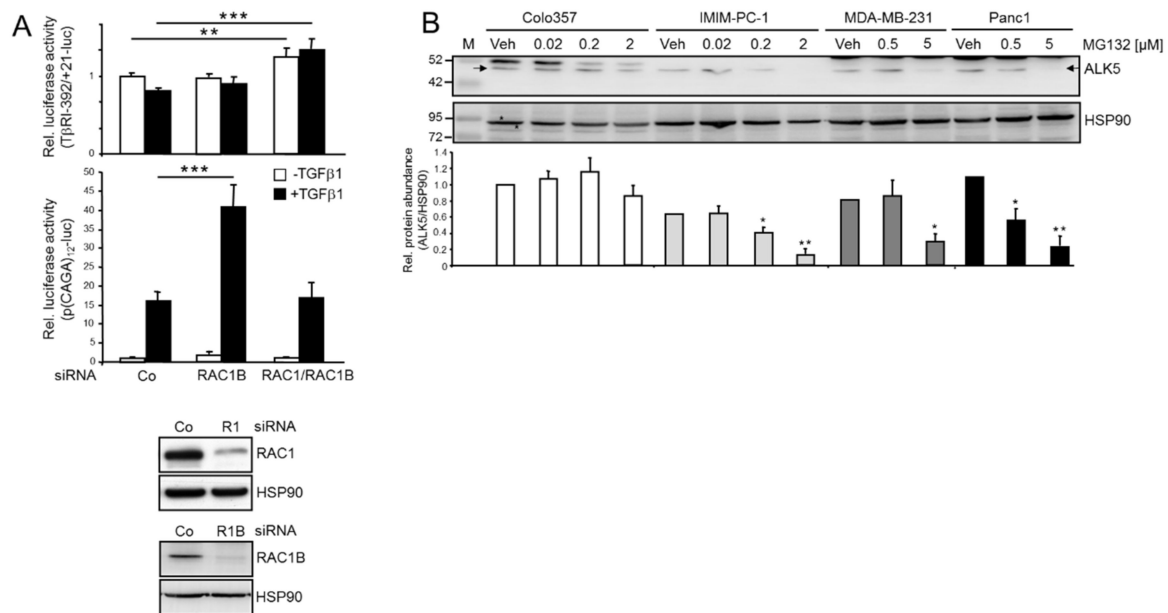 A
*** 
**
Rel. luciferase activity
(TβRI-392/+21-luc)
1
0
***
-TGFβ1
+TGFβ1
Rel. luciferase activity
(p(CAGA)12-luc)
50
45
40
35
30
25
20
15
10
5
0
siRNA Co RAC1B RAC1/RAC1B
Co R1 siRNA
RAC1
HSP90
Co R1B siRNA
RAC1B
HSP90
B
Colo357 IMIM-PC-1 MDA-MB-231 Panc1
M Veh 0.02 0.2 2 Veh 0.02 0.2 2 Veh 0.5 5 Veh 0.5 5 MG132 [µM]
52
42
ALK5
95
72
HSP90
Rel. protein abundance
(ALK5/HSP90)
1.4
1.2
1.0
0.8
0.6
0.4
0.2
0
* ** * * **